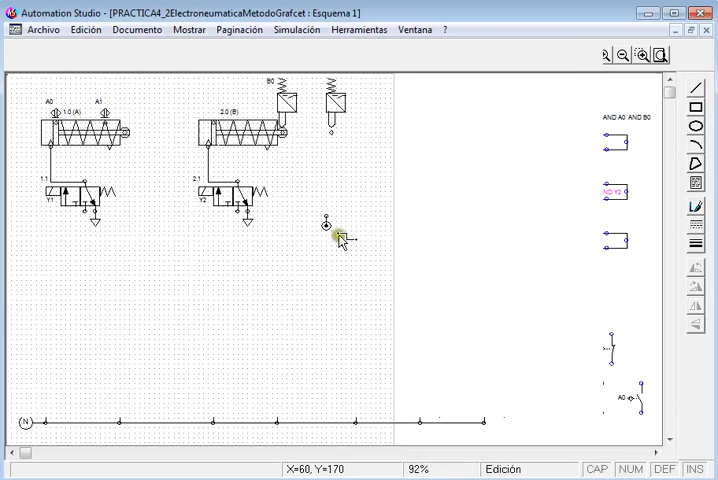 Automation Studio - [PRACTICA4_2ElectroneumaticaMetodoGrafcet : Esquema 1]
Archivo Edición Documento Mostrar Paginación Simulación Herramientas Ventana ?
B0
A0 A1
1.0 (A) 2.0 (B)
AND A0 AND B0
1.1 2.1
Y1 Y2
ND Y2
A0
N
X=60, Y=170 92% Edición CAP NUM DEF INS